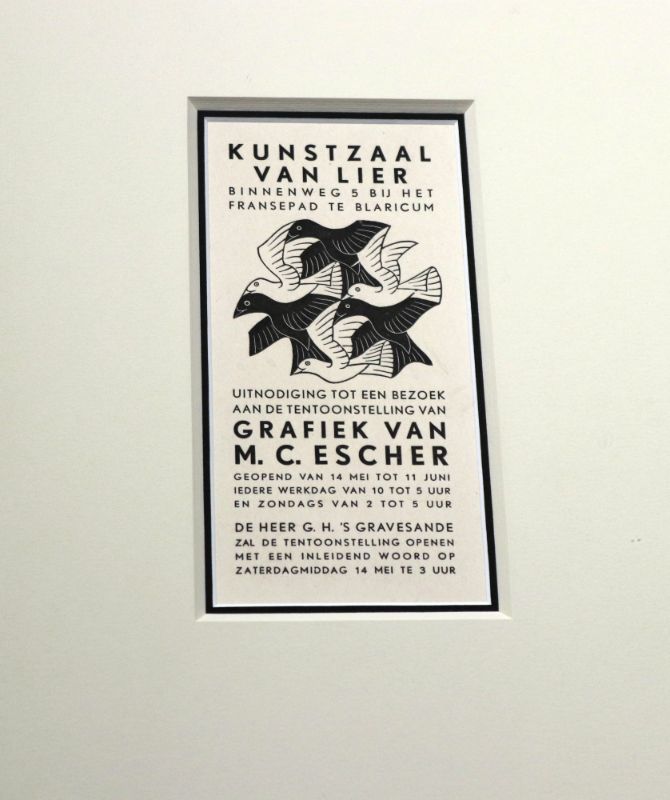 KUNSTZAAL
VAN LIER
BINNENWEG 5 BIJ HET
FRANSEPAD TE BLARICUM
UITNODIGING TOT EEN BEZOEK
AAN DE TENTOONSTELLING VAN
GRAFIEK VAN
M. C. ESCHER
GEOPEND VAN 14 MEI TOT 11 JUNI
IEDERE WERKDAG VAN 10 TOT 5 UUR
EN ZONDAGS VAN 2 TOT 5 UUR
DE HEER G. H. 'S GRAVESANDE
ZAL DE TENTOONSTELLING OPENEN
MET EEN INLEIDEND WOORD OP
ZATERDAGMIDDAG 14 MEI TE 3 UUR